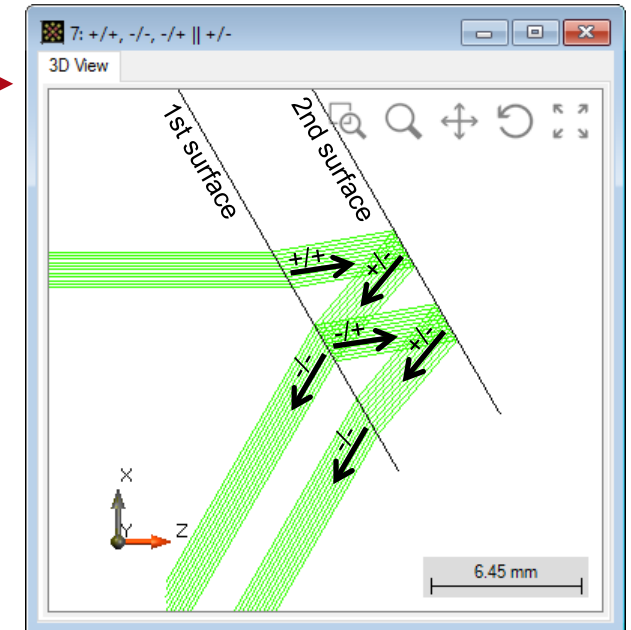 7: +/+, -/-, -/+ || +/-
3D View
1st surface
2nd surface
+/+
+/-
-/+
+/-
-/-
-/-
X
Y
Z
6.45 mm